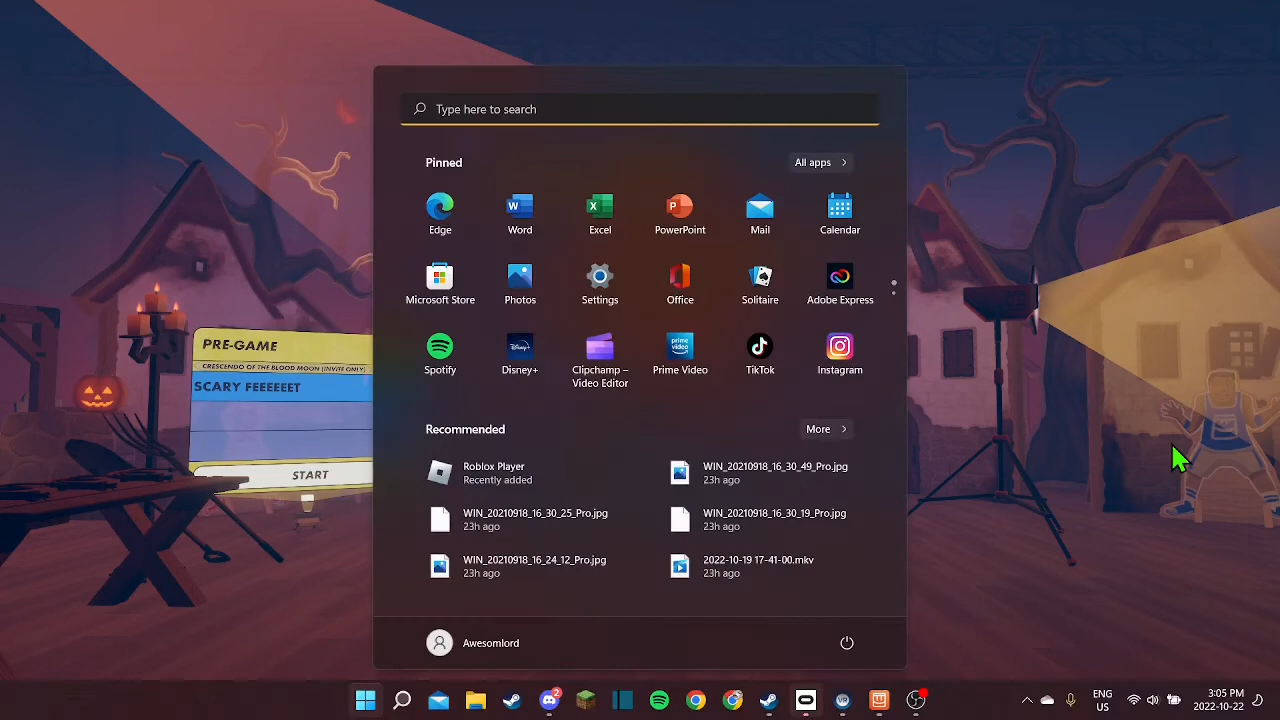 Type here to search
Pinned
All apps
Edge
Word
Excel
PowerPoint
Mail
Calendar
Microsoft Store
Photos
Settings
Office
Solitaire
Adobe Express
Spotify
Disney+
Clipchamp –
Video Editor
Prime Video
TikTok
Instagram
Recommended
More
Roblox Player
Recently added
WIN_20210918_16_30_49_Pro.jpg
23h ago
WIN_20210918_16_30_25_Pro.jpg
23h ago
WIN_20210918_16_30_19_Pro.jpg
23h ago
WIN_20210918_16_24_12_Pro.jpg
23h ago
2022-10-19 17-41-00.mkv
23h ago
Awesomlord
PRE-GAME
CRESCENDO OF THE BLOOD MOON (INVITE ONLY)
SCARY FEEEEEET
START
2
ENG
US
3:05 PM
2022-10-22